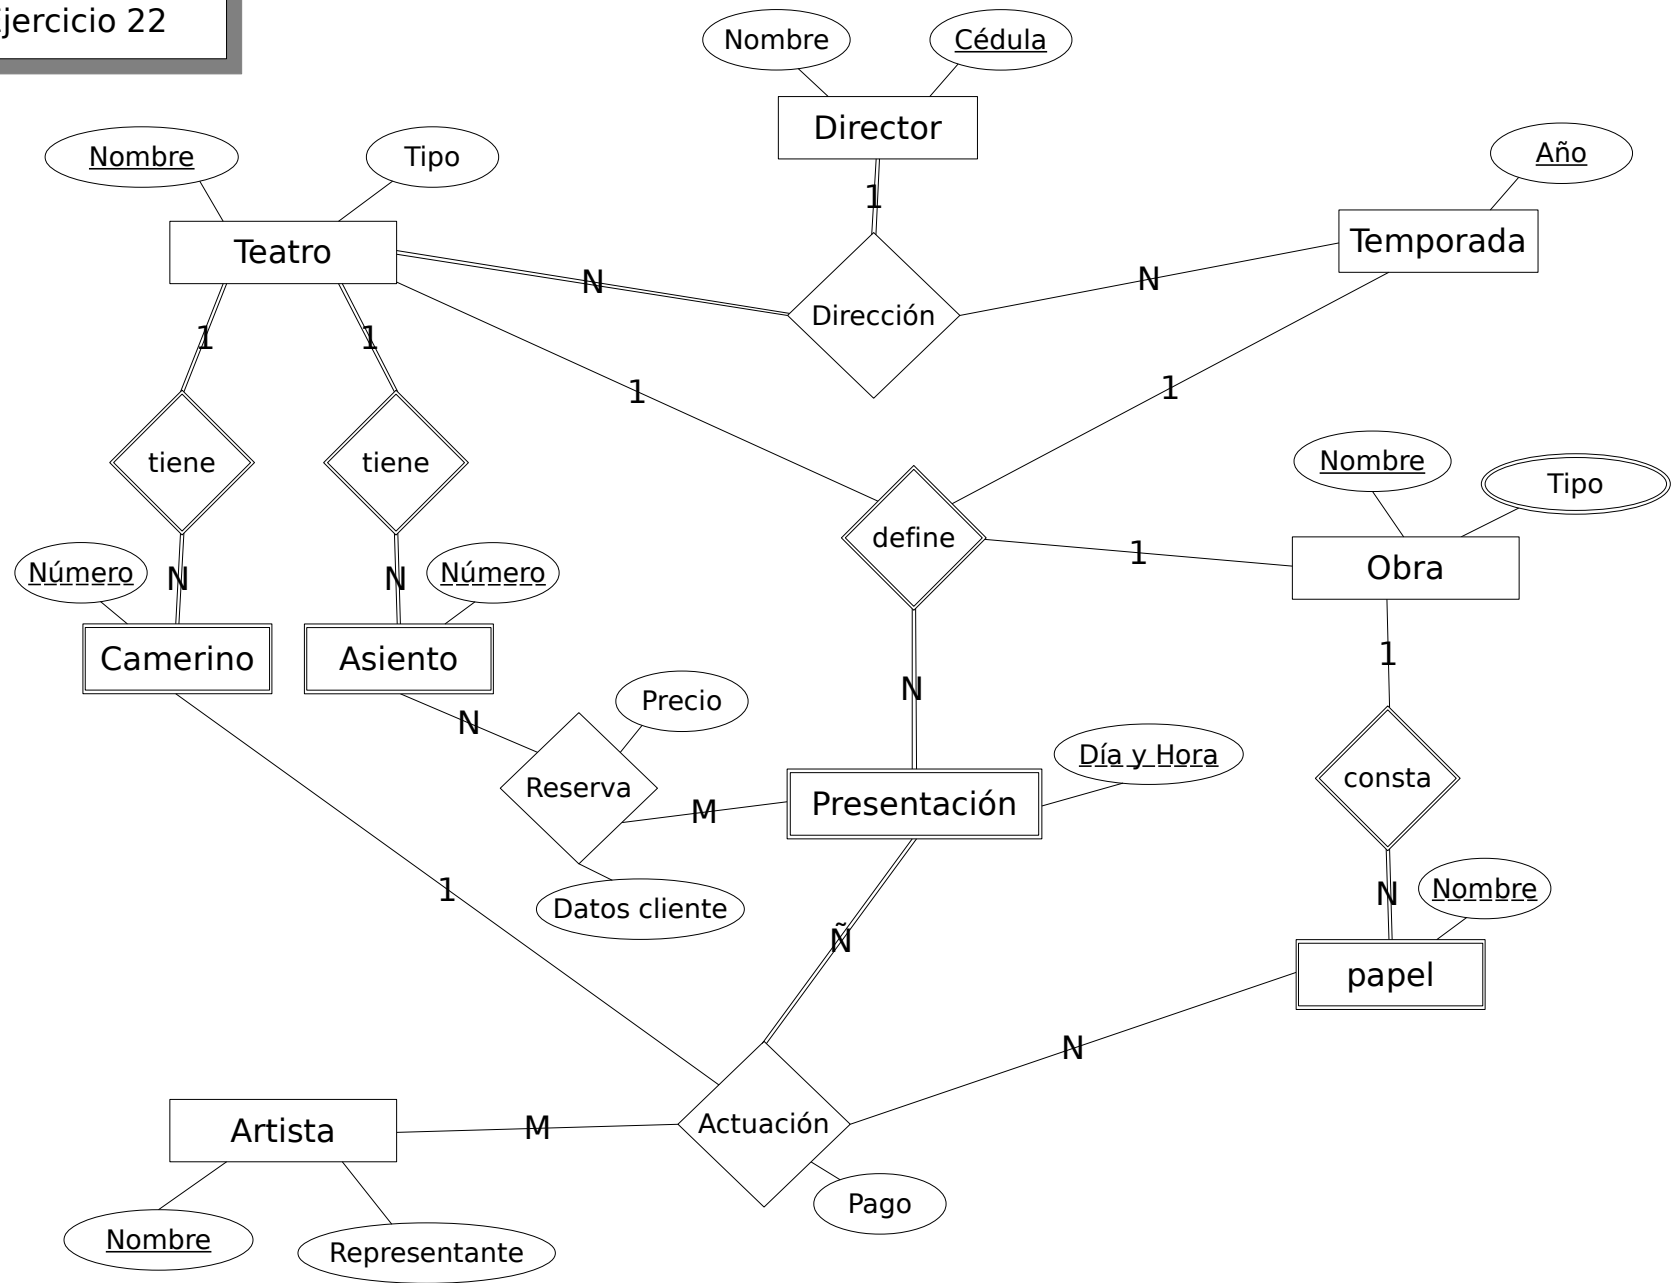 jercicio 22
Nombre
Cédula
Director
1
Nombre
Tipo
Año
Teatro
Temporada
N
N
Dirección
1
1
1
1
tiene
tiene
define
Nombre
Tipo
1
Obra
Número
N
N
Número
Camerino
Asiento
1
N
Precio
N
Reserva
M
Presentación
Día y Hora
consta
1
Datos cliente
Ñ
N
Nombre
papel
N
Artista
M
Actuación
Pago
Nombre
Representante